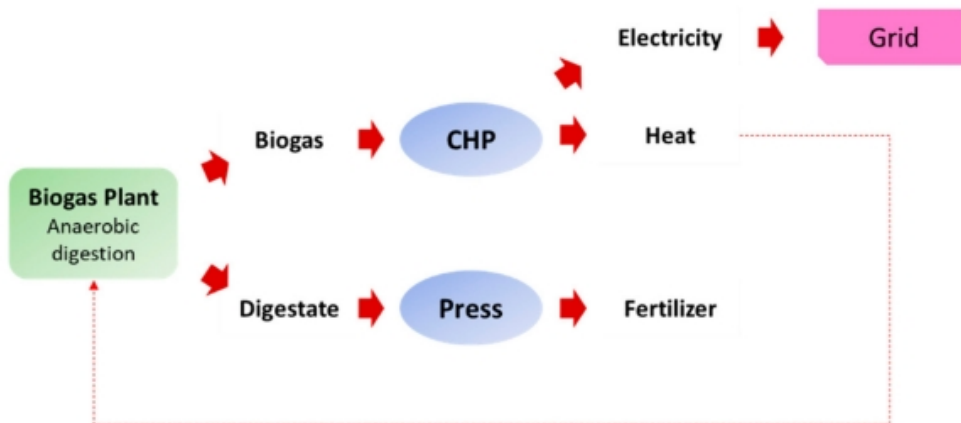 Electricity
Grid
Biogas
CHP
Heat
Biogas Plant
Anaerobic
digestion
Digestate
Press
Fertilizer